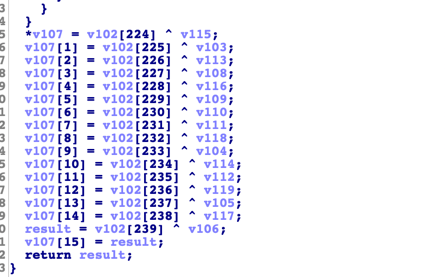 3 }
4 }
5 *v107 = v102[224] ^ v115;
6 v107[1] = v102[225] ^ v103;
7 v107[2] = v102[226] ^ v113;
8 v107[3] = v102[227] ^ v108;
9 v107[4] = v102[228] ^ v116;
0 v107[5] = v102[229] ^ v109;
1 v107[6] = v102[230] ^ v110;
2 v107[7] = v102[231] ^ v111;
3 v107[8] = v102[232] ^ v118;
4 v107[9] = v102[233] ^ v104;
5 v107[10] = v102[234] ^ v114;
6 v107[11] = v102[235] ^ v112;
7 v107[12] = v102[236] ^ v119;
8 v107[13] = v102[237] ^ v105;
9 v107[14] = v102[238] ^ v117;
0 result = v102[239] ^ v106;
1 v107[15] = result;
2 return result;
3 }